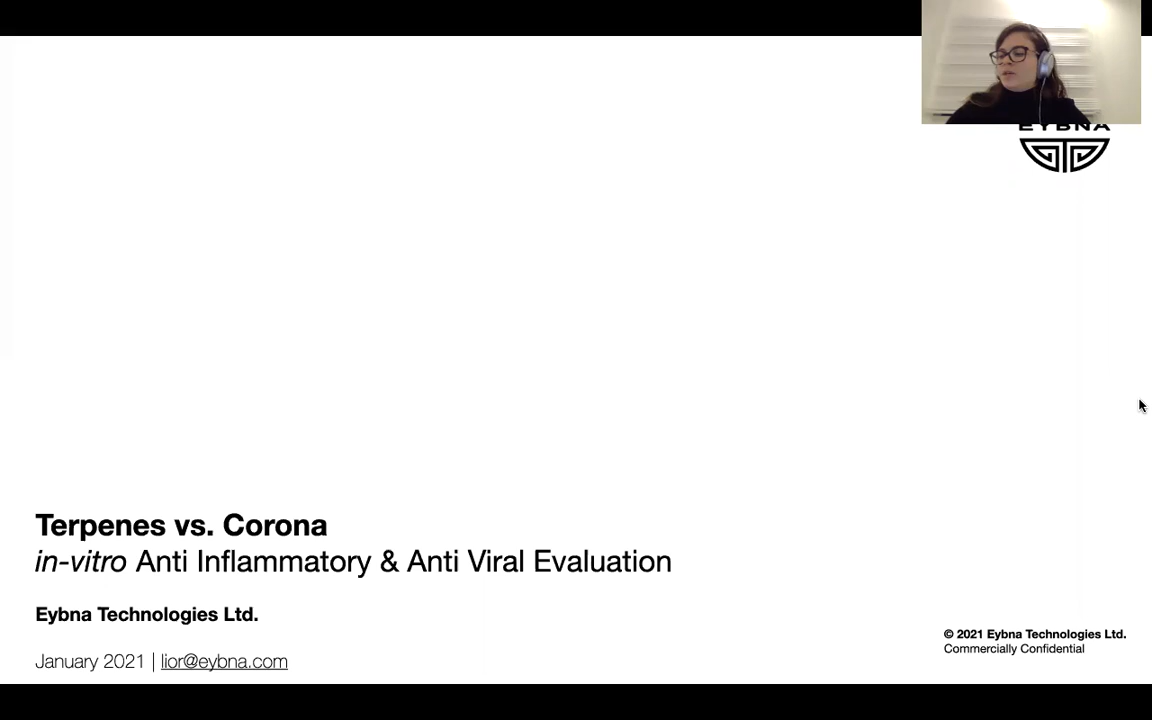 EYBNA
Terpenes vs. Corona
in-vitro Anti Inflammatory & Anti Viral Evaluation
Eybna Technologies Ltd.
January 2021 | lior@eybna.com
© 2021 Eybna Technologies Ltd.
Commercially Confidential